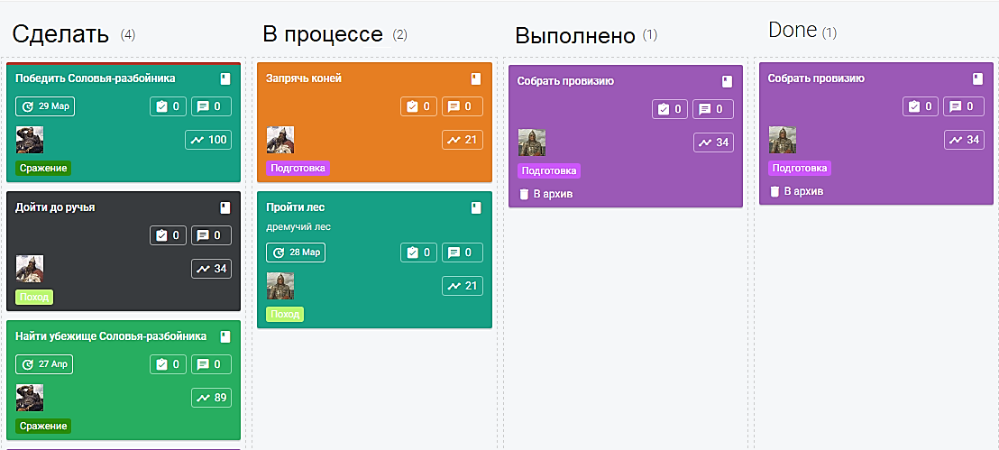 Сделать (4)
Победить Соловья-разбойника
29 Мар 0 0
100
Сражение
Дойти до ручья
0 0
34
Поход
Найти убежище Соловья-разбойника
27 Апр 0 0
89
Сражение
В процессе (2)
Запрячь коней
0 0
21
Подготовка
Пройти лес
дремучий лес
28 Мар 0 0
21
Поход
Выполнено (1)
Собрать провизию
0 0
34
Подготовка
В архив
Done (1)
Собрать провизию
0 0
34
Подготовка
В архив